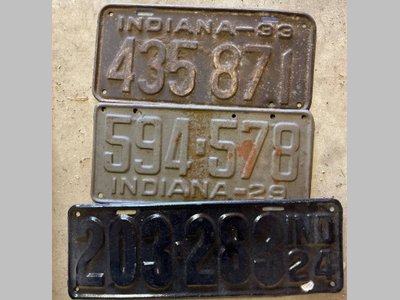 INDIANA-33
435 871
594-578
INDIANA-29
203-283 IND 24